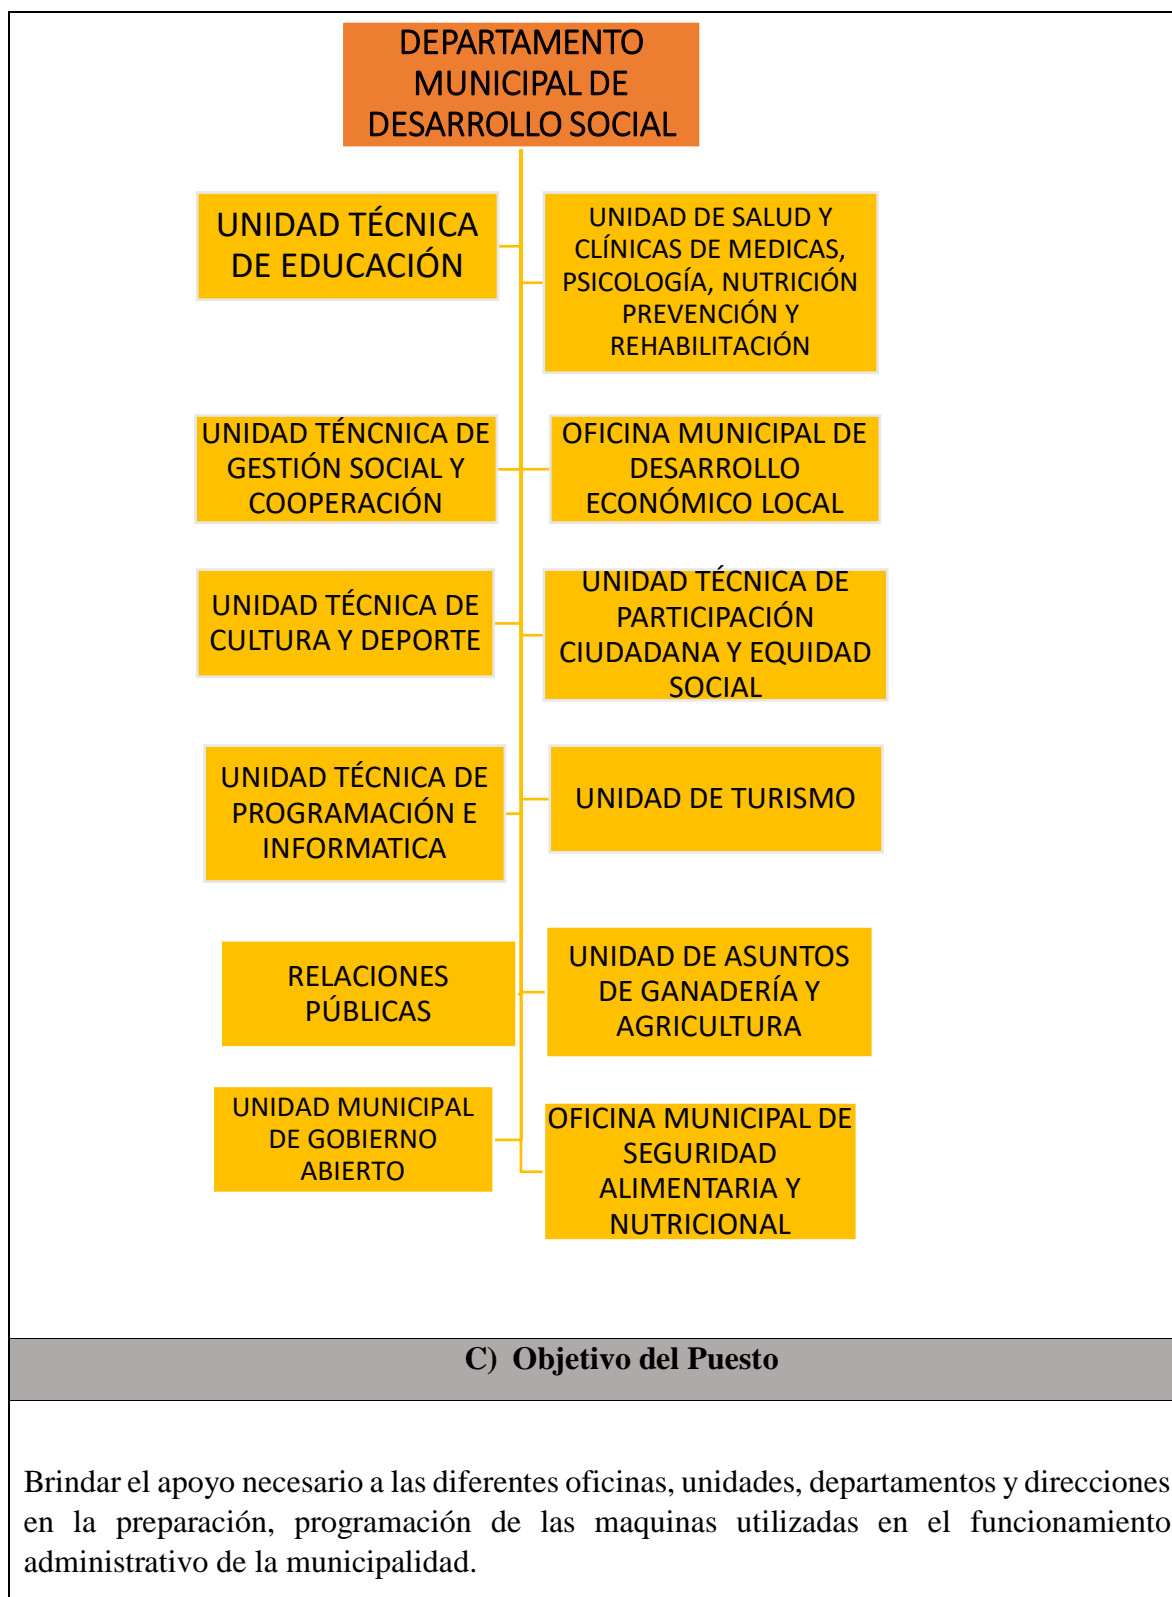 DEPARTAMENTO
MUNICIPAL DE
DESARROLLO SOCIAL
UNIDAD TÉCNICA
DE EDUCACIÓN
UNIDAD DE SALUD Y
CLÍNICAS DE MEDICAS,
PSICOLOGÍA, NUTRICIÓN
PREVENCIÓN Y
REHABILITACIÓN
UNIDAD TÉNCNICA DE
GESTIÓN SOCIAL Y
COOPERACIÓN
OFICINA MUNICIPAL DE
DESARROLLO
ECONÓMICO LOCAL
UNIDAD TÉCNICA DE
CULTURA Y DEPORTE
UNIDAD TÉCNICA DE
PARTICIPACIÓN
CIUDADANA Y EQUIDAD
SOCIAL
UNIDAD TÉCNICA DE
PROGRAMACIÓN E
INFORMATICA
UNIDAD DE TURISMO
RELACIONES
PÚBLICAS
UNIDAD DE ASUNTOS
DE GANADERÍA Y
AGRICULTURA
UNIDAD MUNICIPAL
DE GOBIERNO
ABIERTO
OFICINA MUNICIPAL DE
SEGURIDAD
ALIMENTARIA Y
NUTRICIONAL
C) Objetivo del Puesto
Brindar el apoyo necesario a las diferentes oficinas, unidades, departamentos y direcciones
en la preparación, programación de las maquinas utilizadas en el funcionamiento
administrativo de la municipalidad.